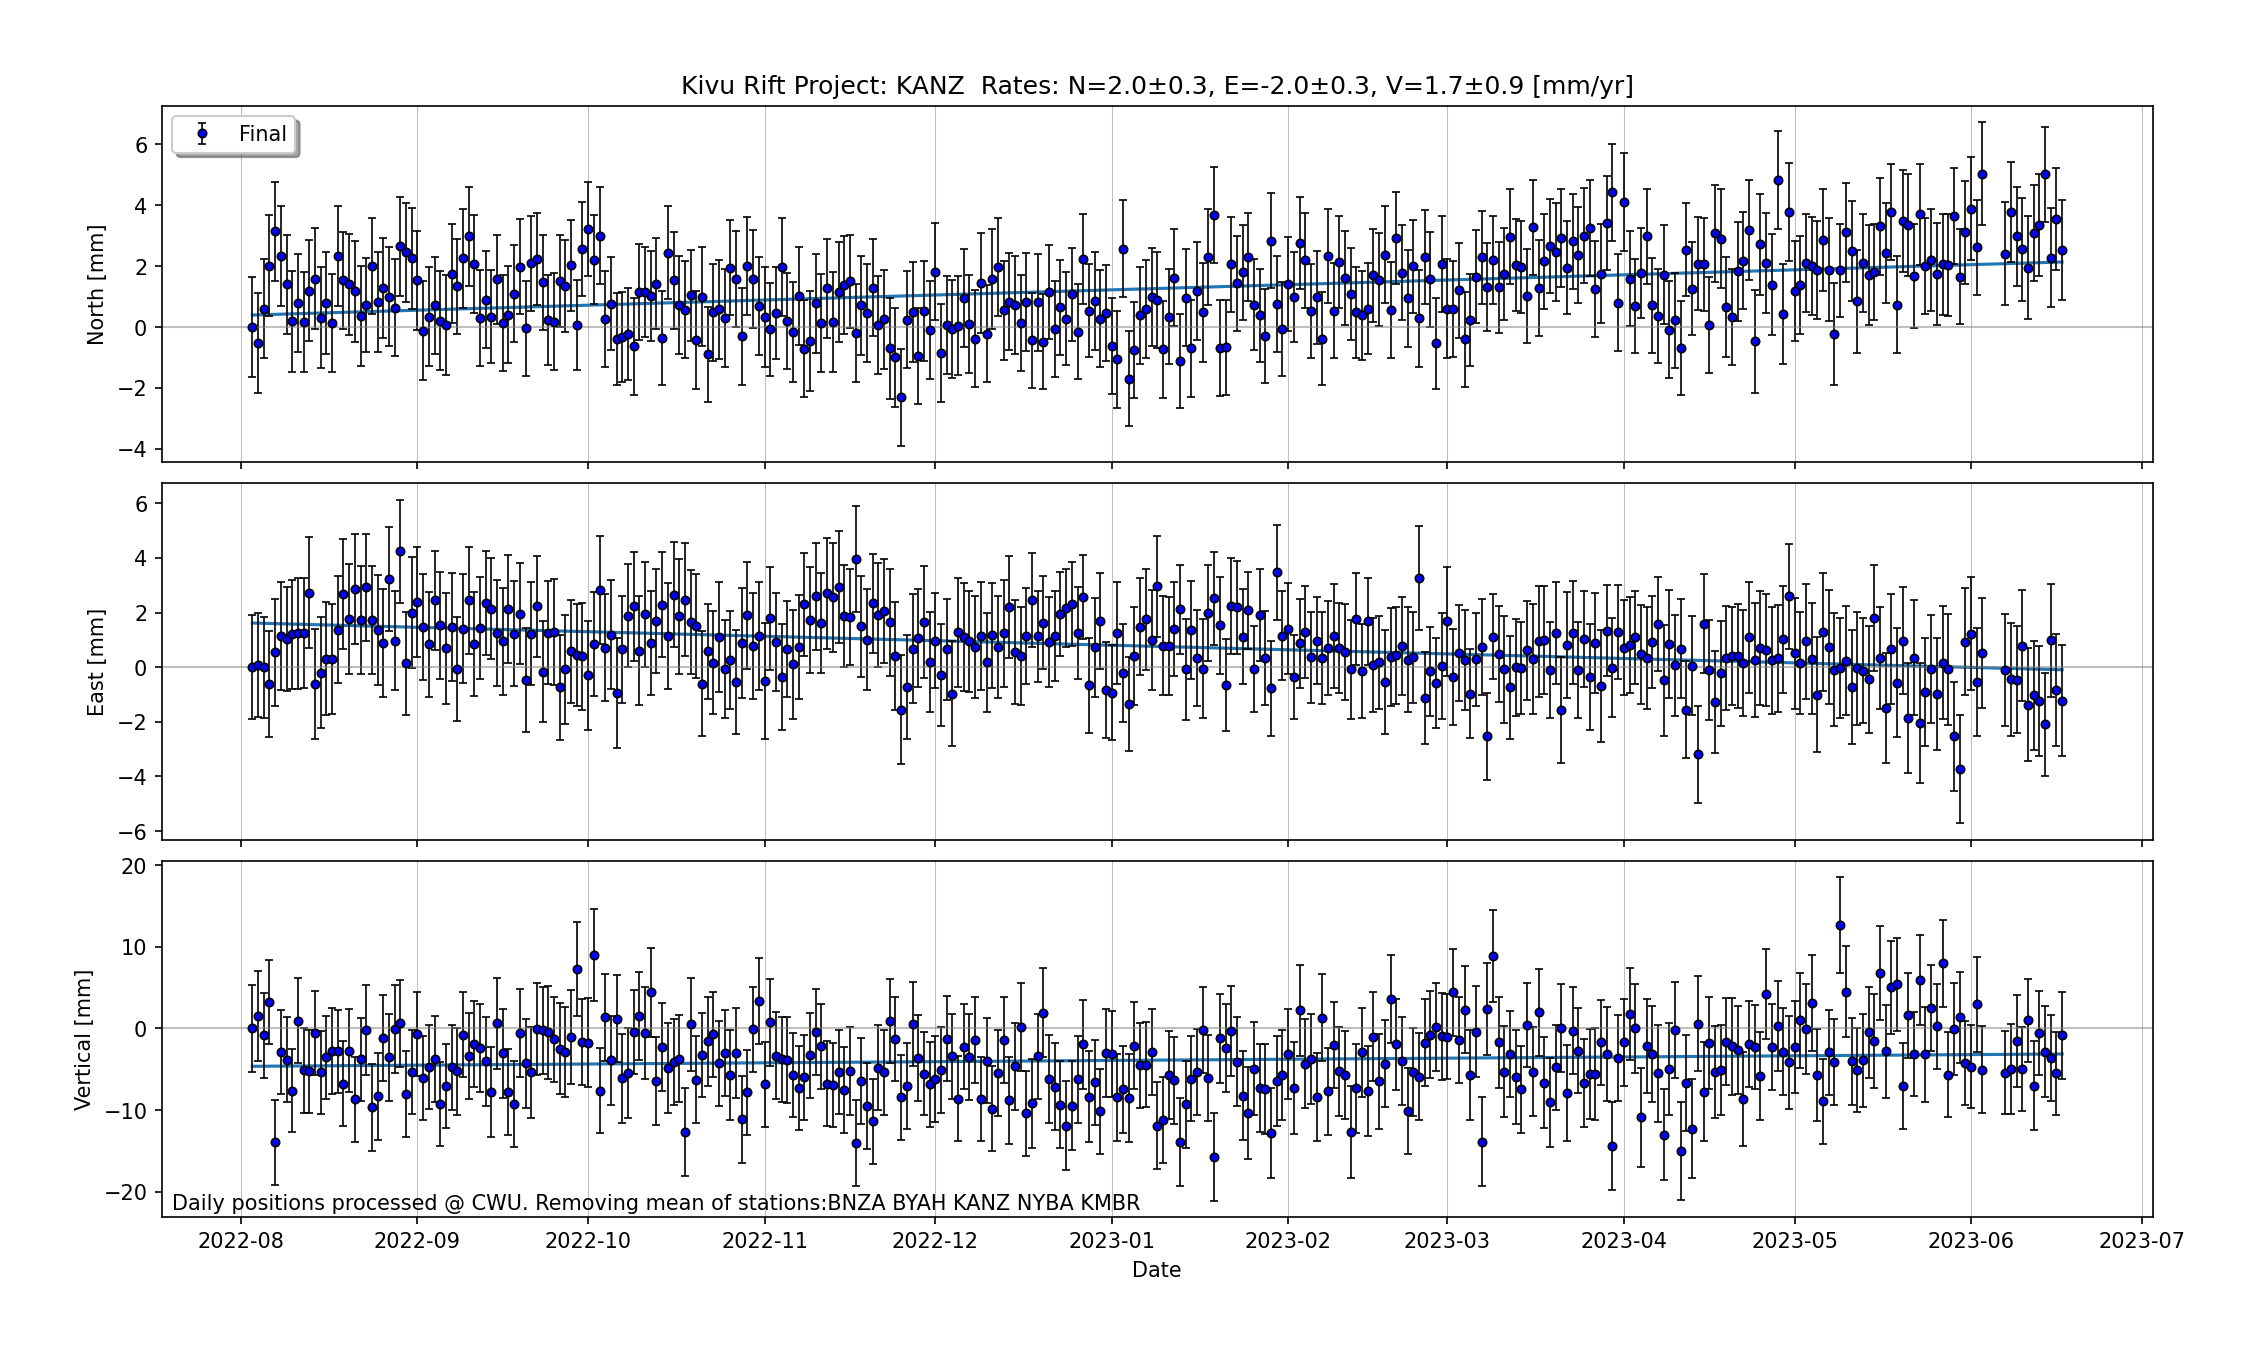 Kivu Rift Project: KANZ  Rates: N=2.0±0.3, E=-2.0±0.3, V=1.7±0.9 [mm/yr]
Final
North [mm]
6
4
2
0
−2
−4
East [mm]
6
4
2
0
−2
−4
−6
Vertical [mm]
20
10
0
−10
−20
Daily positions processed @ CWU. Removing mean of stations:BNZA BYAH KANZ NYBA KMBR
2022-08 2022-09 2022-10 2022-11 2022-12 2023-01 2023-02 2023-03 2023-04 2023-05 2023-06 2023-07
Date